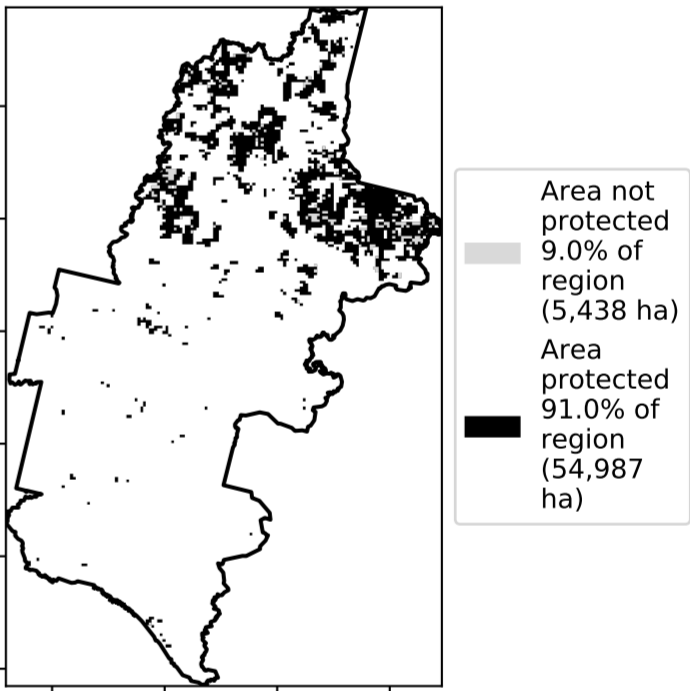 Area not
protected
9.0% of
region
(5,438 ha)
Area
protected
91.0% of
region
(54,987
ha)